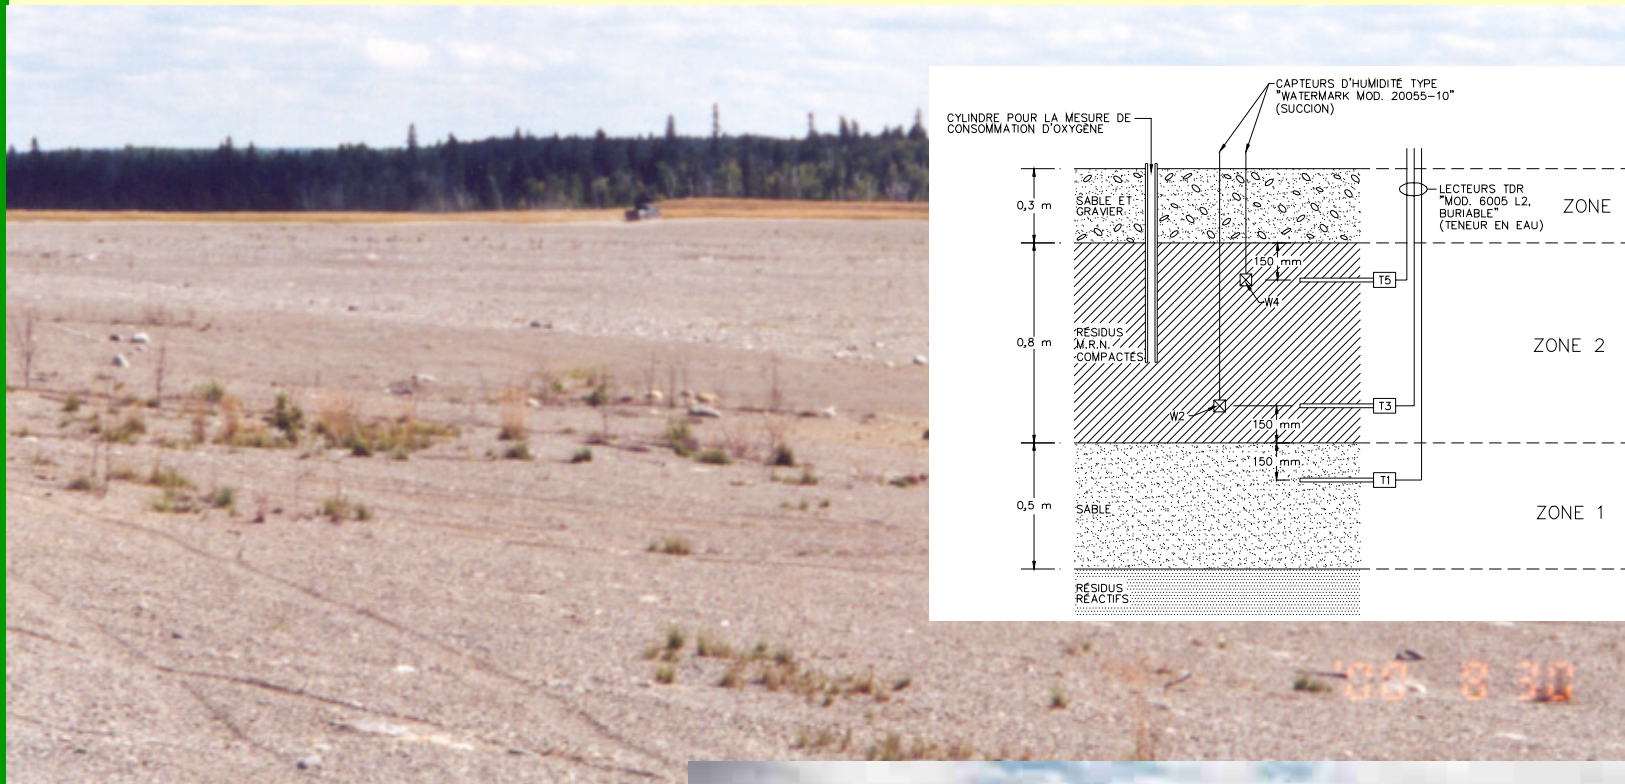 CAPTEURS D'HUMIDITÉ TYPE
"WATERMARK MOD. 20055-10"
(SUCCION)
CYLINDRE POUR LA MESURE DE
CONSOMMATION D'OXYGÈNE
LECTEURS TDR
"MOD. 6005 L2,
BURIABLE"
(TENEUR EN EAU)
0,3 m
SABLE ET
GRAVIER
ZONE
150 mm
T5
W4
0,8 m
RÉSIDUS
M.R.N.
COMPACTÉS
ZONE 2
W2
T3
150 mm
150 mm
T1
0,5 m
SABLE
ZONE 1
RÉSIDUS
RÉACTIFS
'00 8 30